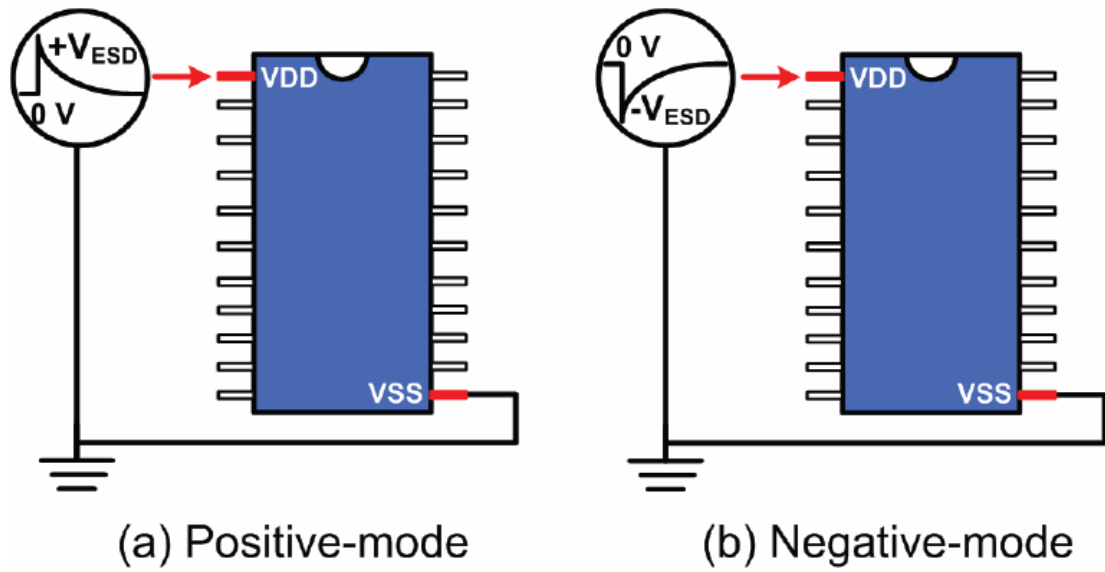 +VESD
0 V
VDD
VSS
(a) Positive-mode
0 V
-VESD
VDD
VSS
(b) Negative-mode